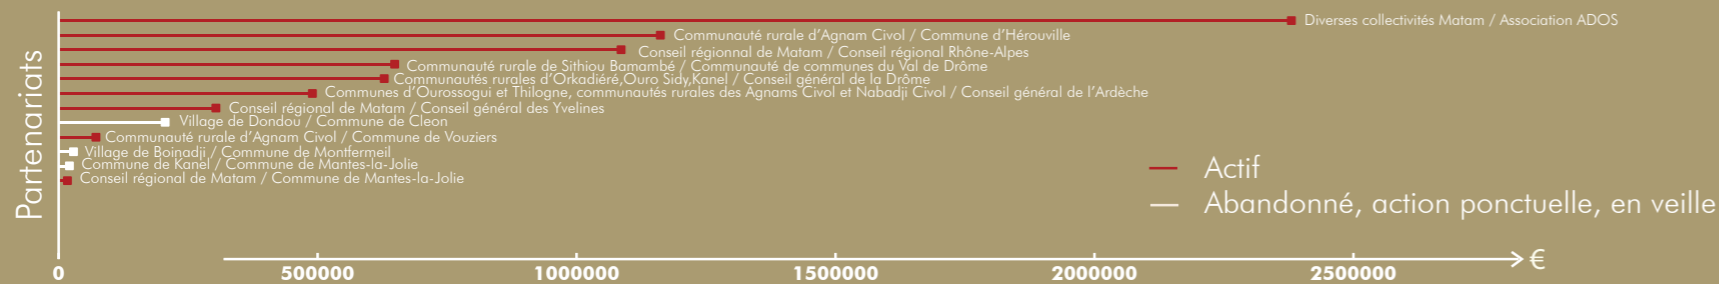 Partenariats
Diverses collectivités Matam / Association ADOS
Communauté rurale d'Agnam Civol / Commune d'Hérouville
Conseil régionnal de Matam / Conseil régional Rhône-Alpes
Communauté rurale de Sithiou Bamambé / Communauté de communes du Val de Drôme
Communautés rurales d'Orkadiéré,Ouro Sidy,Kanel / Conseil général de la Drôme
Communes d'Ourossogui et Thilogne, communautés rurales des Agnams Civol et Nabadji Civol / Conseil général de l'Ardèche
Conseil régional de Matam / Conseil général des Yvelines
Village de Dondou / Commune de Cleon
Communauté rurale d'Agnam Civol / Commune de Vouziers
Village de Boinadji / Commune de Montfermeil
Commune de Kanel / Commune de Mantes-la-Jolie
Conseil régional de Matam / Commune de Mantes-la-Jolie
Actif
Abandonné, action ponctuelle, en veille
0 500000 1000000 1500000 2000000 2500000 €